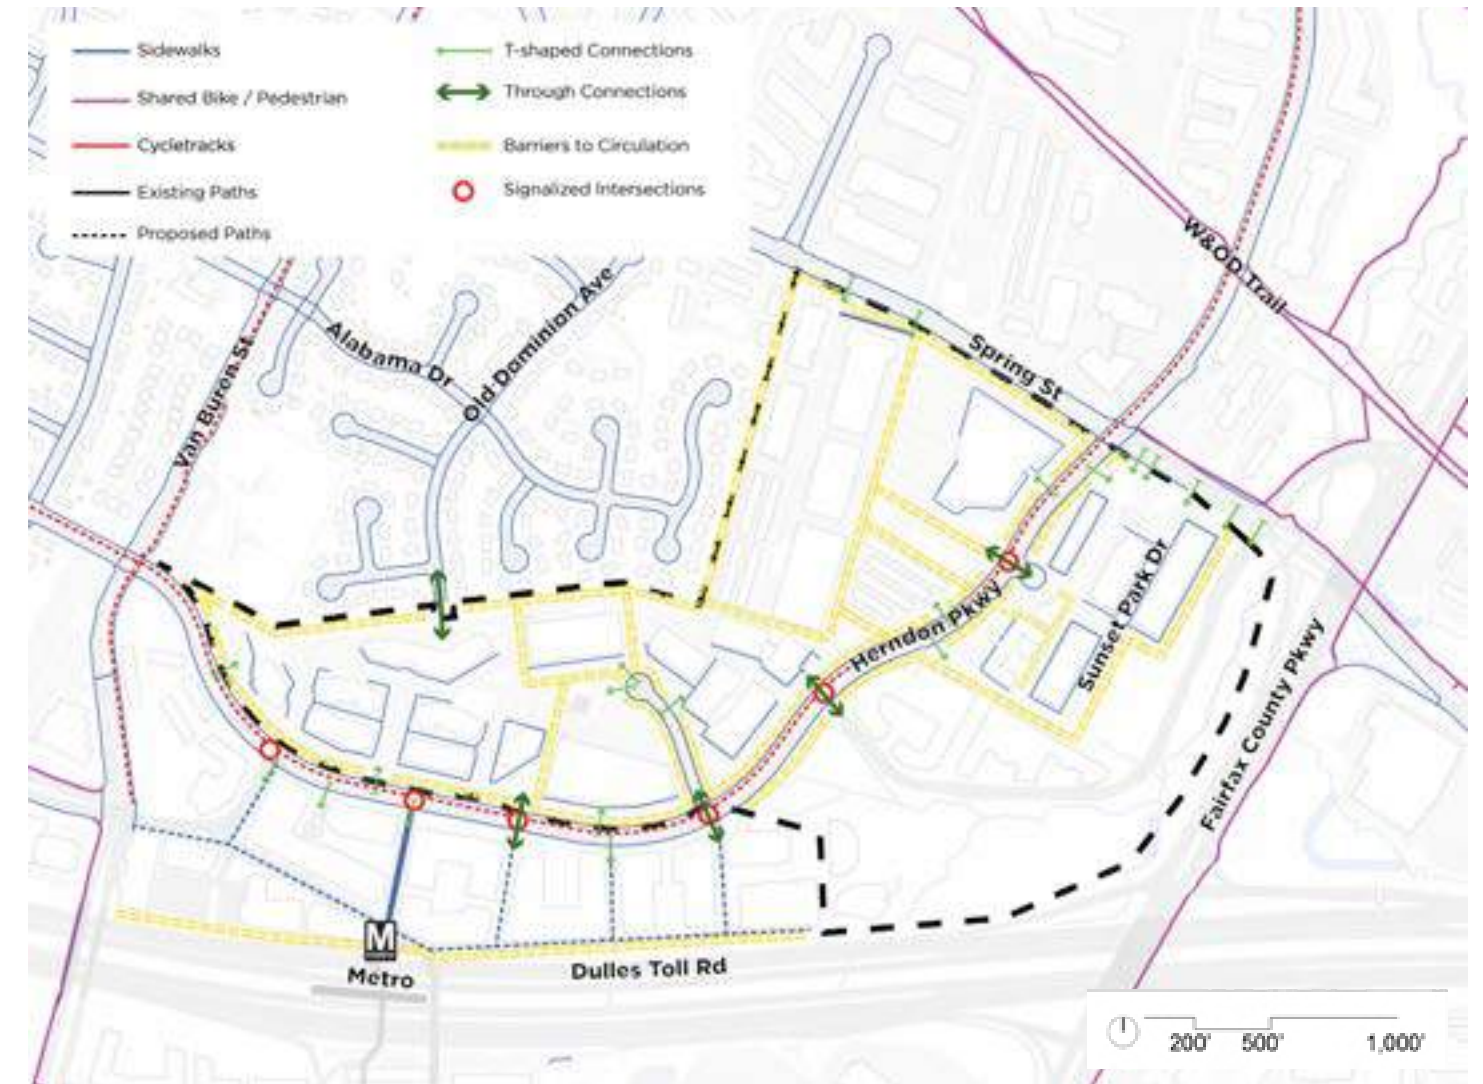 Sidewalks
Shared Bike / Pedestrian
Cycletracks
Existing Paths
Proposed Paths
T-shaped Connections
Through Connections
Barriers to Circulation
Signalized Intersections
W&OD Trail
Spring St
Old Dominion Ave
Alabama Dr
Van Buren St
Herndon Pkwy
Sunset Park Dr
Fairfax County Pkwy
M
Metro
Dulles Toll Rd
200' 500' 1,000'